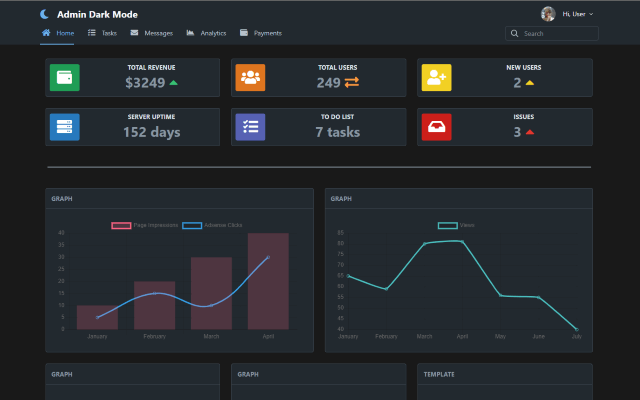 Admin Dark Mode
Hi, User
Home Tasks Messages Analytics Payments
Search
TOTAL REVENUE
$3249
TOTAL USERS
249
NEW USERS
2
SERVER UPTIME
152 days
TO DO LIST
7 tasks
ISSUES
3
GRAPH
Page Impressions Adsense Clicks
40
35
30
25
20
15
10
5
0
January February March April
GRAPH
Views
85
80
75
70
65
60
55
50
45
40
January February March April May June July
GRAPH
GRAPH
TEMPLATE